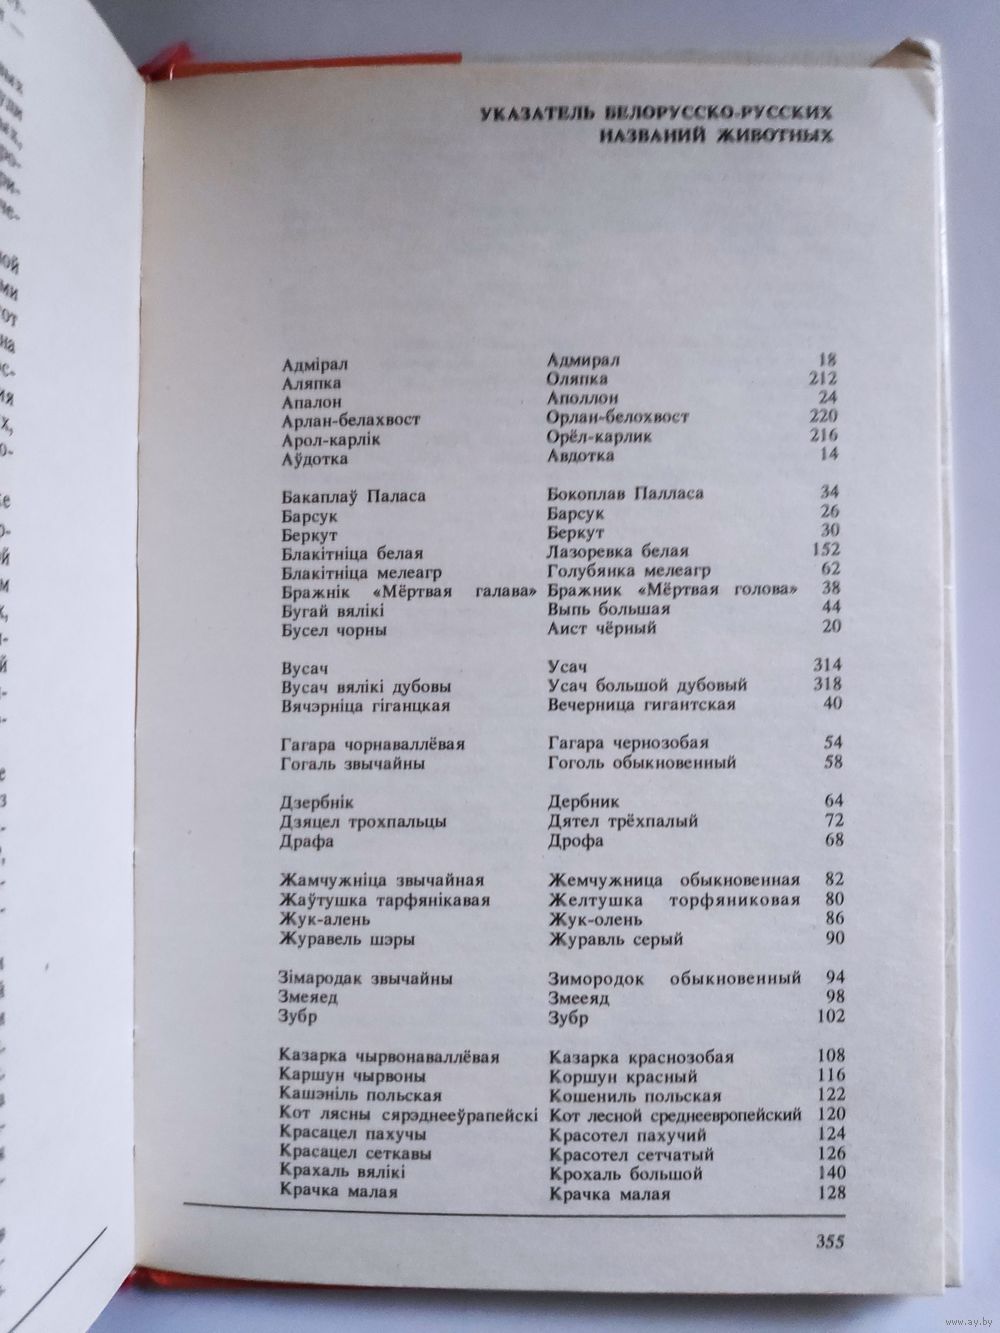 УКАЗАТЕЛЬ БЕЛОРУССКО-РУССКИХ
НАЗВАНИЙ ЖИВОТНЫХ
Адмірал Адмирал 18
Аляпка Оляпка 212
Апалон Аполлон 24
Арлан-белахвост Орлан-белохвост 220
Арол-карлік Орёл-карлик 216
Аўдотка Авдотка 14
Бакаплаў Паласа Бокоплав Палласа 34
Барсук Барсук 26
Беркут Беркут 30
Блакітніца белая Лазоревка белая 152
Блакітніца мелеагр Голубянка мелеагр 62
Бражнік «Мёртвая галава» Бражник «Мёртвая голова» 38
Бугай вялікі Выпь большая 44
Бусел чорны Аист чёрный 20
Вусач Усач 314
Вусач вялікі дубовы Усач большой дубовый 318
Вячэрніца гіганцкая Вечерница гигантская 40
Гагара чорнаваллёвая Гагара чернозобая 54
Гогаль звычайны Гоголь обыкновенный 58
Дзербнік Дербник 64
Дзяцел трохпальцы Дятел трёхпалый 72
Драфа Дрофа 68
Жамчужніца звычайная Жемчужница обыкновенная 82
Жаўтушка тарфянікавая Желтушка торфяниковая 80
Жук-алень Жук-олень 86
Журавель шэры Журавль серый 90
Зімародак звычайны Зимородок обыкновенный 94
Змеяед Змееяд 98
Зубр Зубр 102
Казарка чырвонаваллёвая Казарка краснозобая 108
Каршун чырвоны Коршун красный 116
Кашэніль польская Кошениль польская 122
Кот лясны сярэднееўрапейскі Кот лесной среднеевропейский 120
Красацел пахучы Красотел пахучий 124
Красацел сеткавы Красотел сетчатый 126
Крахаль вялікі Крохаль большой 140
Крачка малая Крачка малая 128
355
www.ay.by